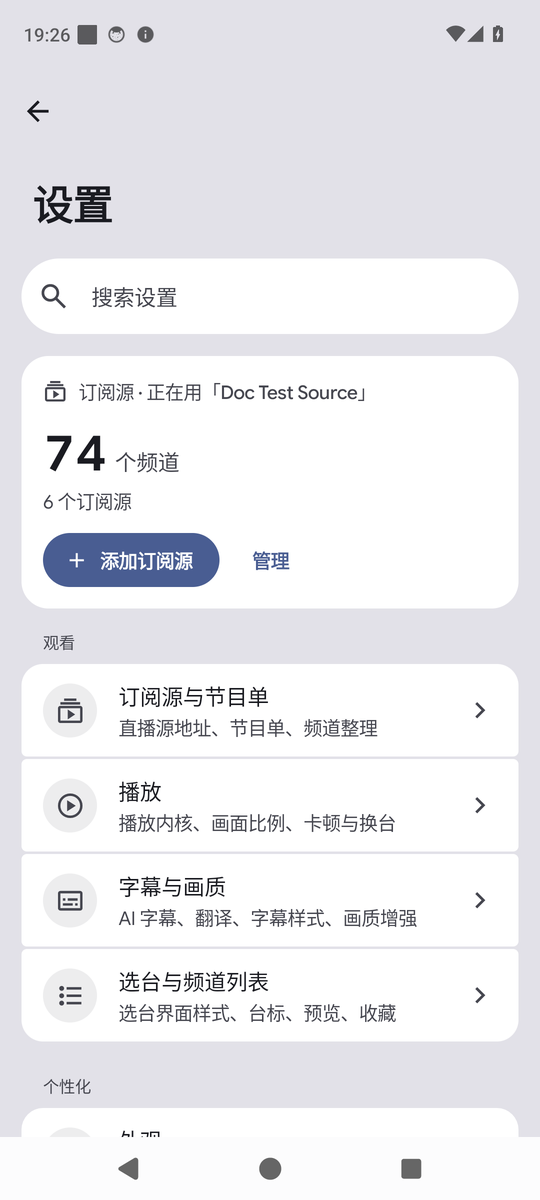 19:26
设置
搜索设置
订阅源 · 正在用「Doc Test Source」
74 个频道
6 个订阅源
添加订阅源
管理
观看
订阅源与节目单
直播源地址、节目单、频道整理
播放
播放内核、画面比例、卡顿与换台
字幕与画质
AI 字幕、翻译、字幕样式、画质增强
选台与频道列表
选台界面样式、台标、预览、收藏
个性化
外观